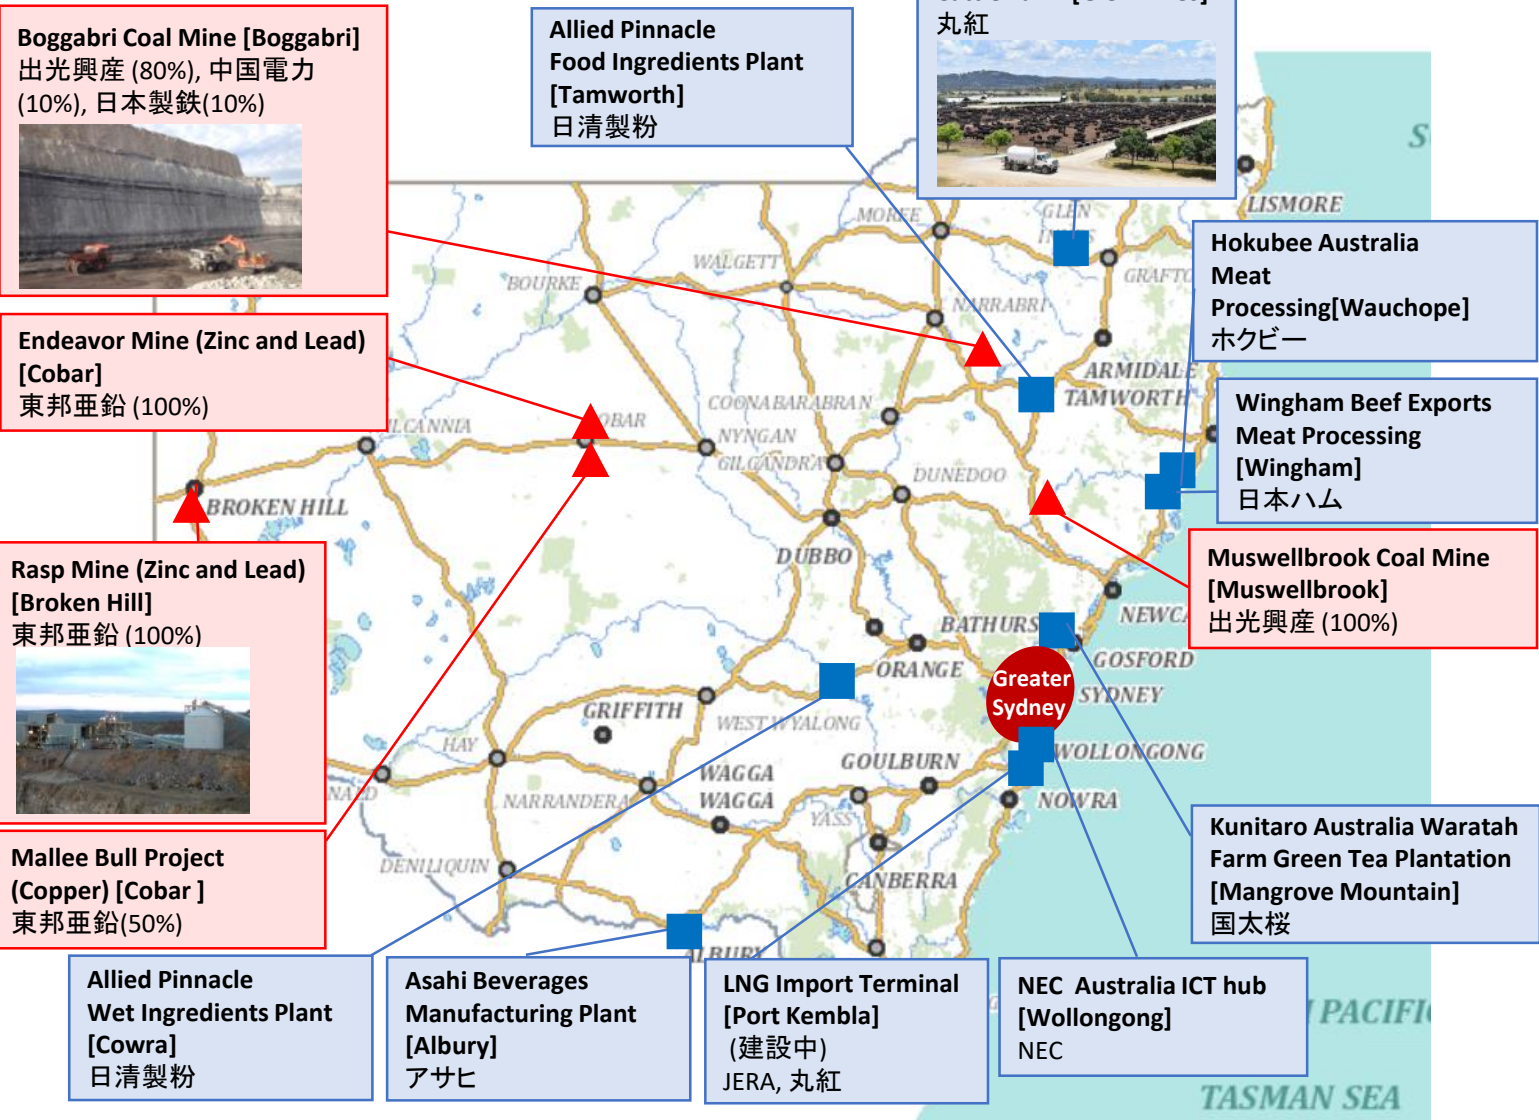 Boggabri Coal Mine [Boggabri]
出光興産 (80%), 中国電力
(10%), 日本製鉄(10%)
Allied Pinnacle
Food Ingredients Plant
[Tamworth]
日清製粉
丸紅
Endeavor Mine (Zinc and Lead)
[Cobar]
東邦亜鉛 (100%)
Rasp Mine (Zinc and Lead)
[Broken Hill]
東邦亜鉛 (100%)
Mallee Bull Project
(Copper) [Cobar ]
東邦亜鉛(50%)
Hokubee Australia
Meat
Processing[Wauchope]
ホクビー
Wingham Beef Exports
Meat Processing
[Wingham]
日本ハム
Muswellbrook Coal Mine
[Muswellbrook]
出光興産 (100%)
Kunitaro Australia Waratah
Farm Green Tea Plantation
[Mangrove Mountain]
国太桜
Allied Pinnacle
Wet Ingredients Plant
[Cowra]
日清製粉
Asahi Beverages
Manufacturing Plant
[Albury]
アサヒ
LNG Import Terminal
[Port Kembla]
(建設中)
JERA, 丸紅
NEC Australia ICT hub
[Wollongong]
NEC
LISMORE
MOREE
GLEN
GRAFTO
WALGETT
BOURKE
NARRABRI
ARMIDALE
TAMWORTH
COONABARABRAN
OBAR
LCANNIA
NYNGAN
GILGANDRA
DUNEDOO
BROKEN HILL
DUBBO
NEWCA
BATHURS
ORANGE
GOSFORD
Greater
Sydney
SYDNEY
GRIFFITH
WEST WYALONG
HAY
GOULBURN
WOLLONGONG
WAGGA
WAGGA
NALD
NARRANDERA
NOWRA
YASS
DENILIQUIN
CANBERRA
ALBURY
PACIFI
TASMAN SEA